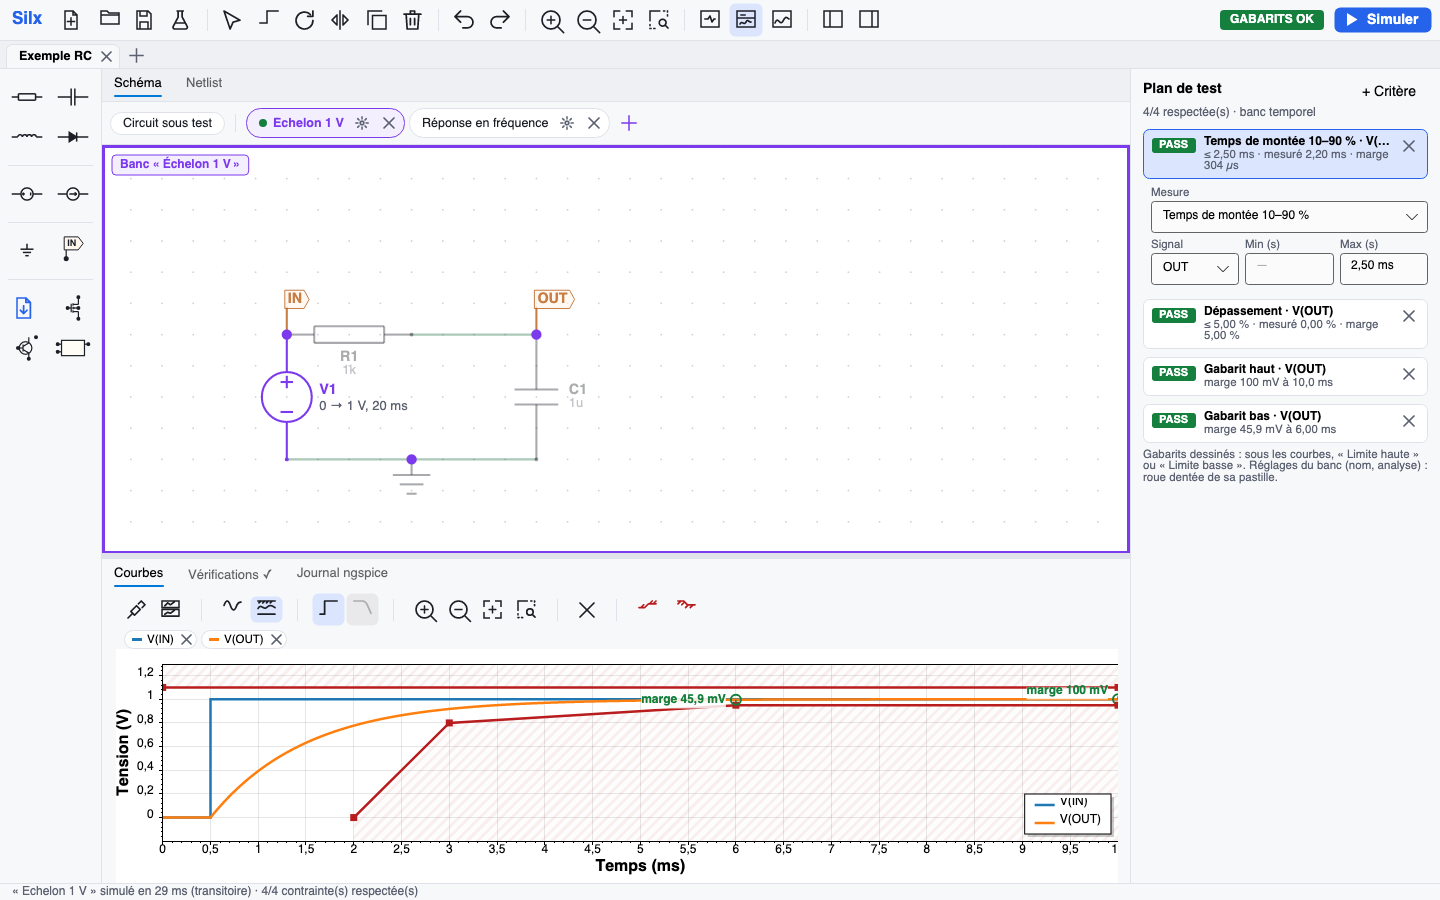 Silx
GABARITS OK
Simuler
Exemple RC
Schéma
Netlist
Circuit sous test
Echelon 1 V
Réponse en fréquence
Banc « Échelon 1 V »
IN
IN
OUT
R1
1k
V1
0 → 1 V, 20 ms
C1
1u
Plan de test
+ Critère
4/4 respectée(s) · banc temporel
PASS
Temps de montée 10–90 % · V(...
≤ 2,50 ms · mesuré 2,20 ms · marge
304 µs
Mesure
Temps de montée 10–90 %
Signal
Min (s)
Max (s)
OUT
—
2,50 ms
PASS
Dépassement · V(OUT)
≤ 5,00 % · mesuré 0,00 % · marge
5,00 %
PASS
Gabarit haut · V(OUT)
marge 100 mV à 10,0 ms
PASS
Gabarit bas · V(OUT)
marge 45,9 mV à 6,00 ms
Gabarits dessinés : sous les courbes, « Limite haute »
ou « Limite basse ». Réglages du banc (nom, analyse) :
roue dentée de sa pastille.
Courbes
Vérifications ✓
Journal ngspice
V(IN)
V(OUT)
Tension (V)
1,2
1
0,8
0,6
0,4
0,2
0
marge 45,9 mV
marge 100 mV
V(IN)
V(OUT)
0 0,5 1 1,5 2 2,5 3 3,5 4 4,5 5 5,5 6 6,5 7 7,5 8 8,5 9 9,5 1
Temps (ms)
« Echelon 1 V » simulé en 29 ms (transitoire) · 4/4 contrainte(s) respectée(s)